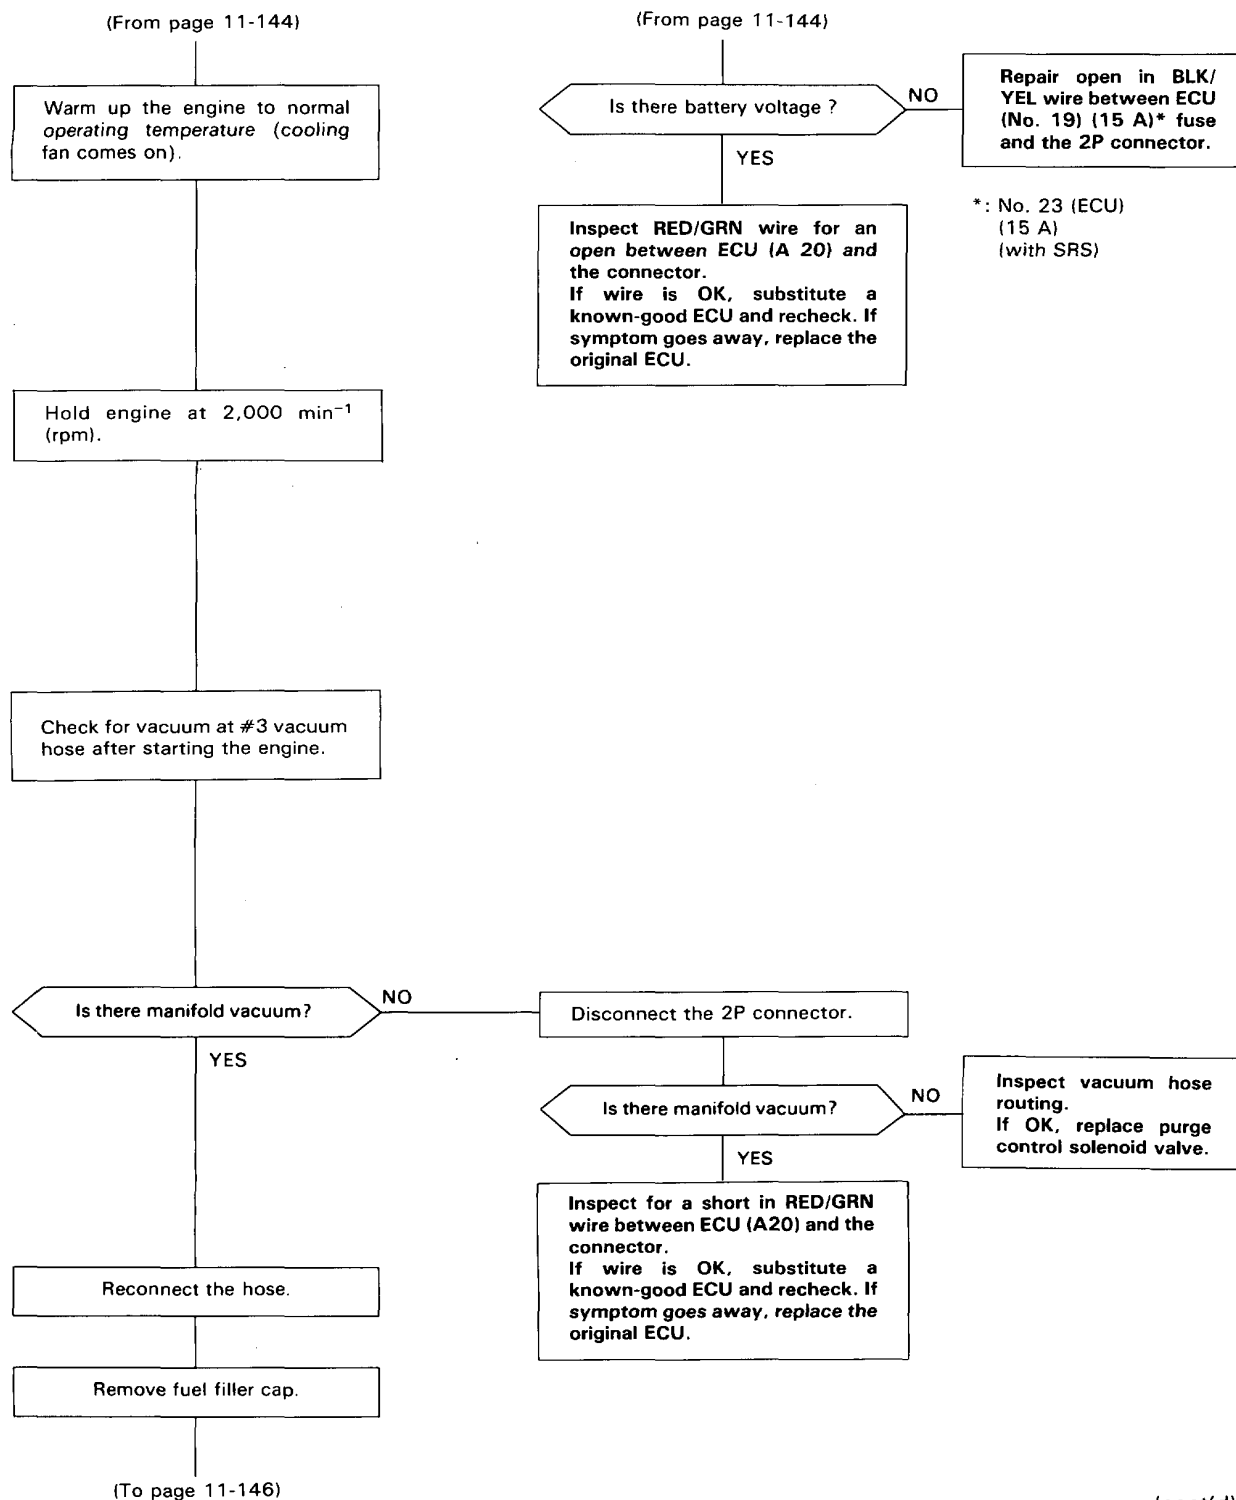 (From page 11-144)
Warm up the engine to normal
operating temperature (cooling
fan comes on).
Hold engine at 2,000 min⁻¹
(rpm).
Check for vacuum at #3 vacuum
hose after starting the engine.
Is there manifold vacuum?
NO
YES
Reconnect the hose.
Remove fuel filler cap.
(To page 11-146)
(From page 11-144)
Is there battery voltage ?
NO
YES
Repair open in BLK/
YEL wire between ECU
(No. 19) (15 A)* fuse
and the 2P connector.
*: No. 23 (ECU)
(15 A)
(with SRS)
Inspect RED/GRN wire for an
open between ECU (A 20) and
the connector.
If wire is OK, substitute a
known-good ECU and recheck. If
symptom goes away, replace the
original ECU.
Disconnect the 2P connector.
Is there manifold vacuum?
NO
YES
Inspect vacuum hose
routing.
If OK, replace purge
control solenoid valve.
Inspect for a short in RED/GRN
wire between ECU (A20) and the
connector.
If wire is OK, substitute a
known-good ECU and recheck. If
symptom goes away, replace the
original ECU.